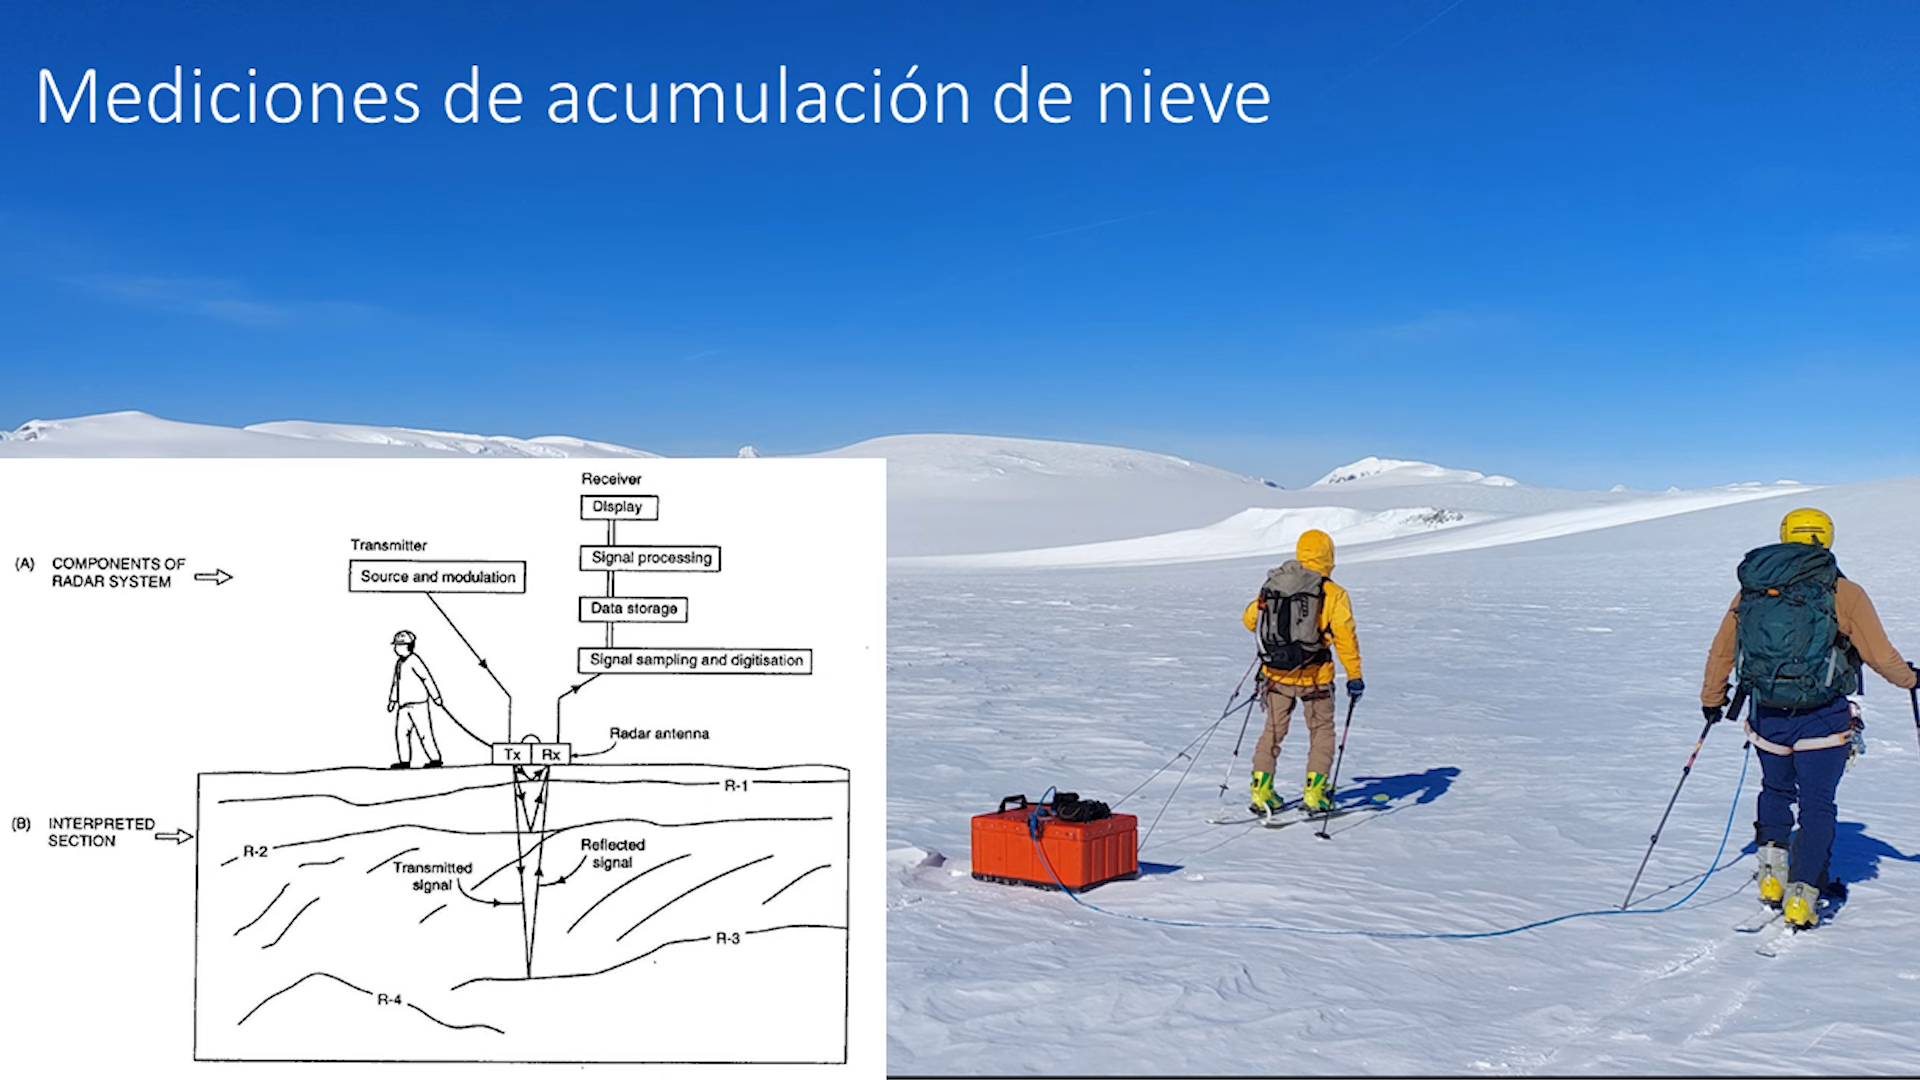 Mediciones de acumulación de nieve
Receiver
Display
Transmitter
Signal processing
(A) COMPONENTS OF
RADAR SYSTEM
Source and modulation
Data storage
Signal sampling and digitisation
Radar antenna
Tx
Rx
R-1
(B) INTERPRETED
SECTION
R-2
Reflected
signal
Transmitted
signal
R-3
R-4